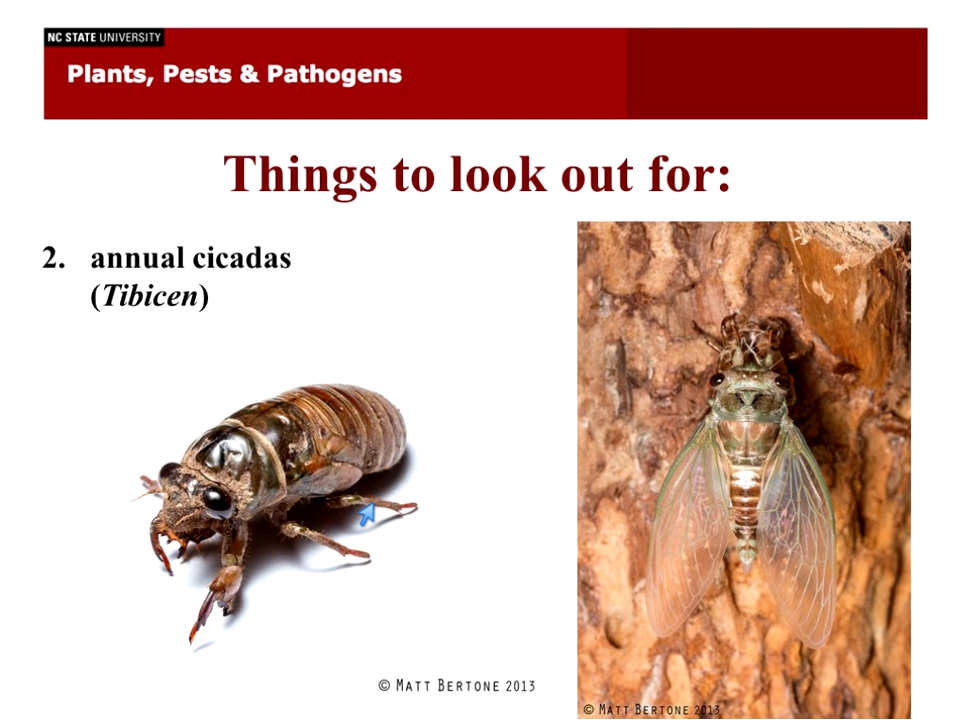 NC STATE UNIVERSITY
Plants, Pests & Pathogens
Things to look out for:
2. annual cicadas
(Tibicen)
© MATT BERTONE 2013
© MATT BERTONE 2013